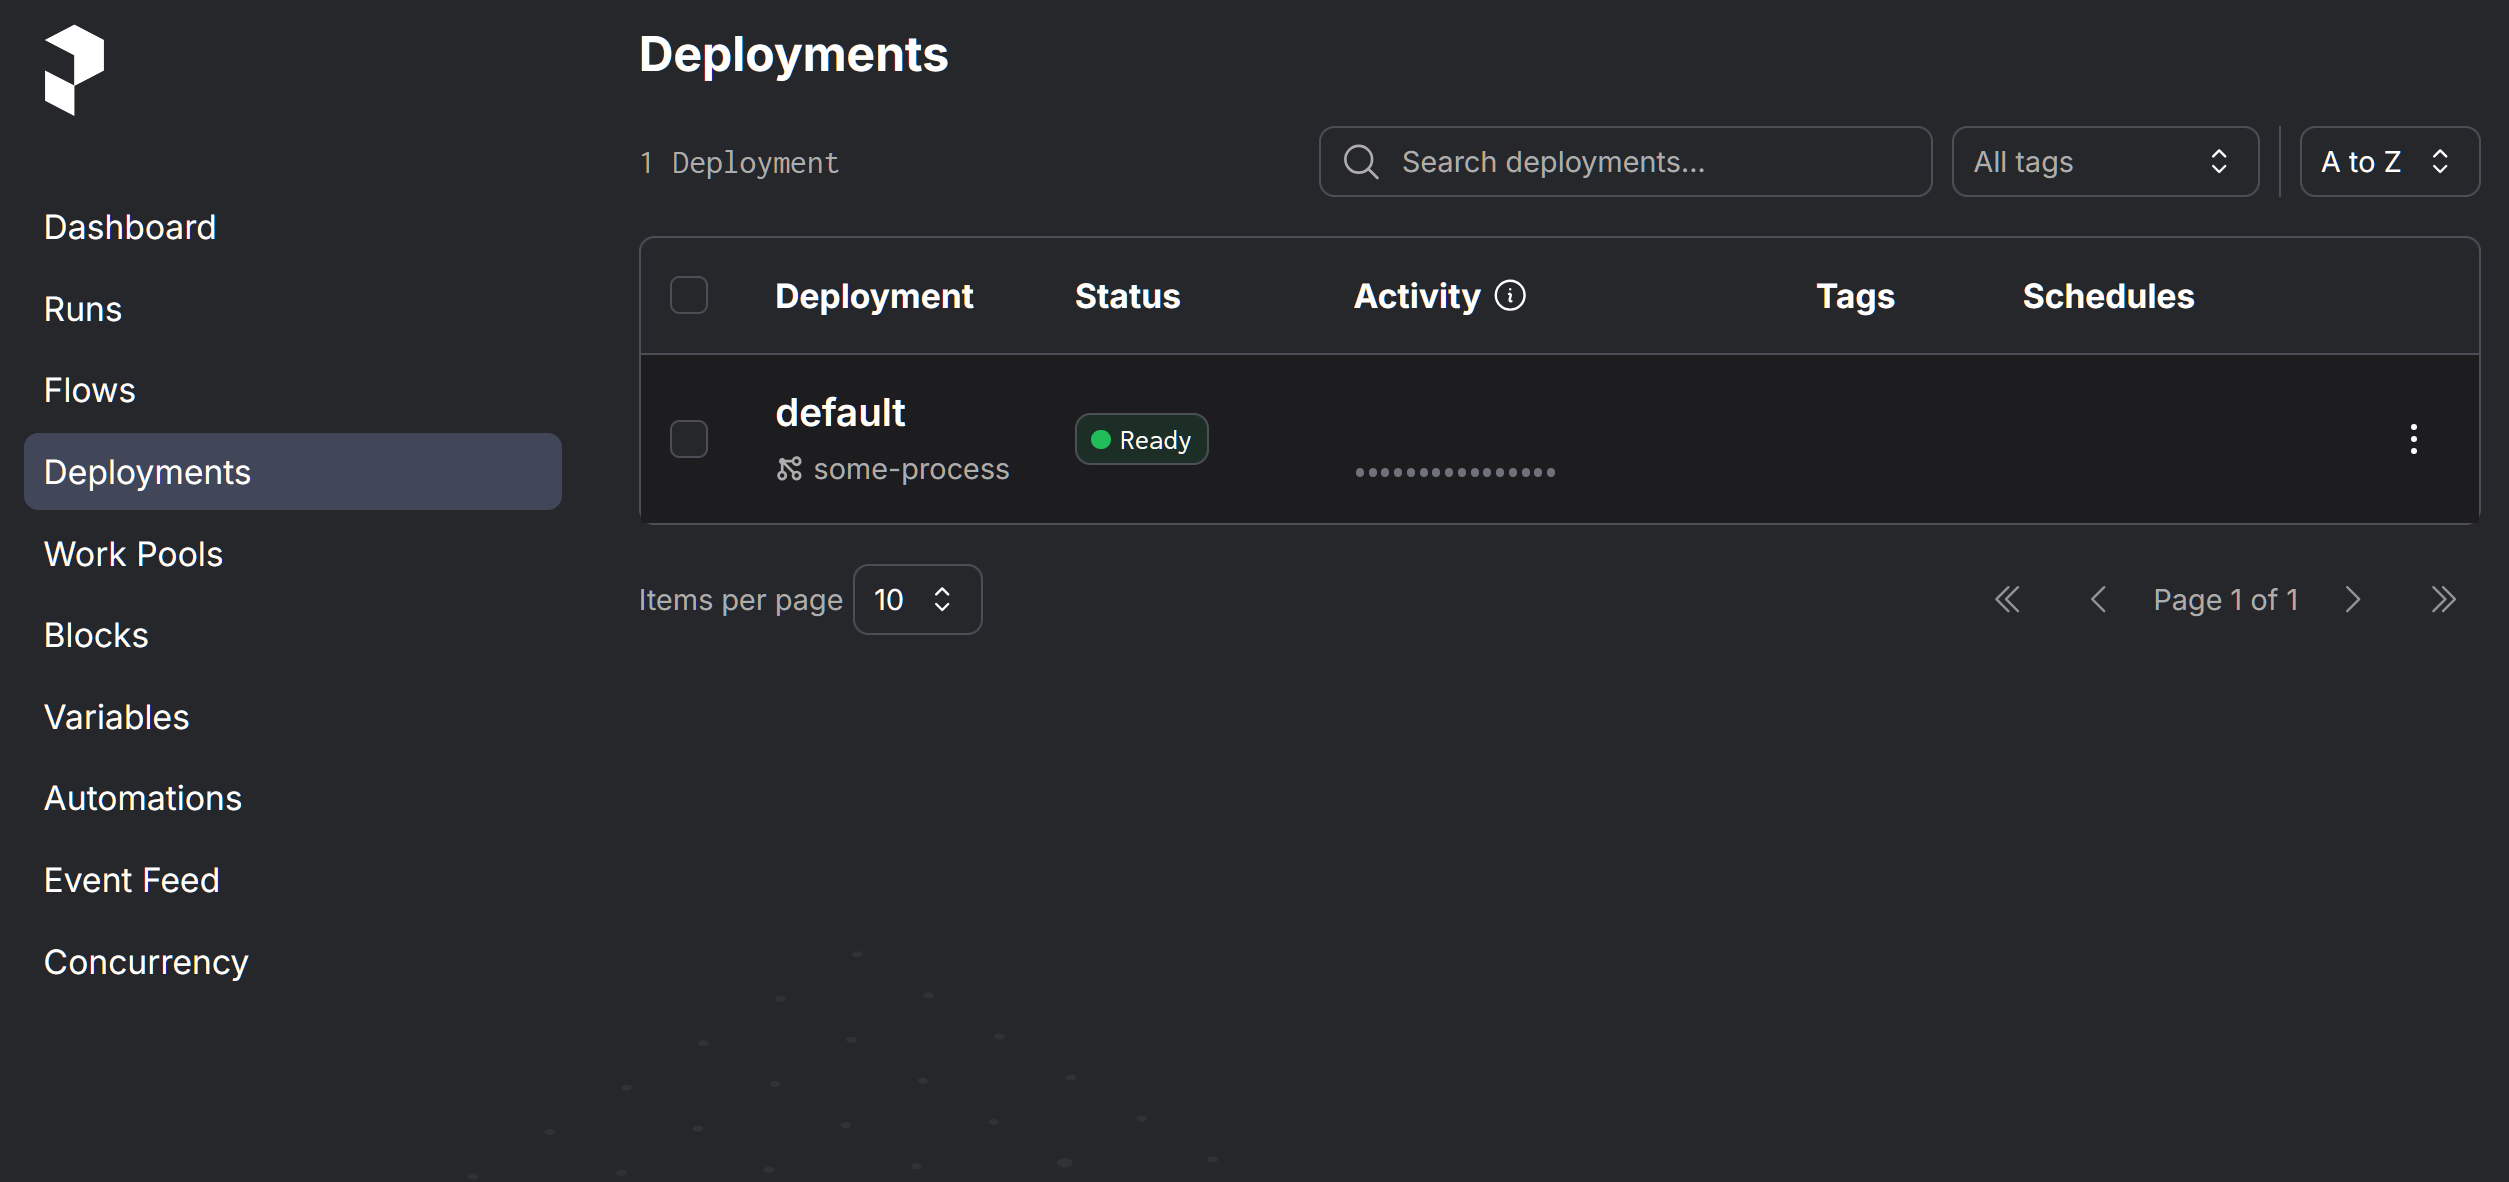 Deployments
1 Deployment
Search deployments...
All tags
A to Z
Dashboard
Runs
Flows
Deployments
Work Pools
Blocks
Variables
Automations
Event Feed
Concurrency
Deployment Status Activity Tags Schedules
default
some-process
Ready
Items per page 10
Page 1 of 1